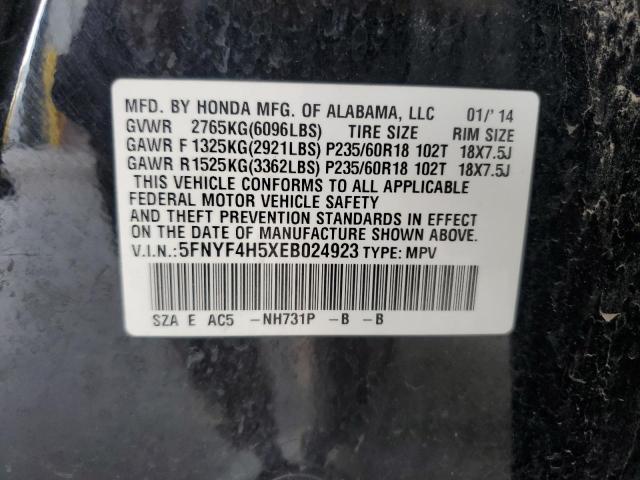 MFD. BY HONDA MFG. OF ALABAMA, LLC 01/'14
GVWR 2765KG(6096LBS) TIRE SIZE RIM SIZE
GAWR F 1325KG(2921LBS) P235/60R18 102T 18X7.5J
GAWR R 1525KG(3362LBS) P235/60R18 102T 18X7.5J
THIS VEHICLE CONFORMS TO ALL APPLICABLE
FEDERAL MOTOR VEHICLE SAFETY
AND THEFT PREVENTION STANDARDS IN EFFECT
ON THE DATE OF MANUFACTURE SHOWN ABOVE.
V.I.N.:5FNYF4H5XEB024923 TYPE: MPV
SZA E AC5 -NH731P -B -B